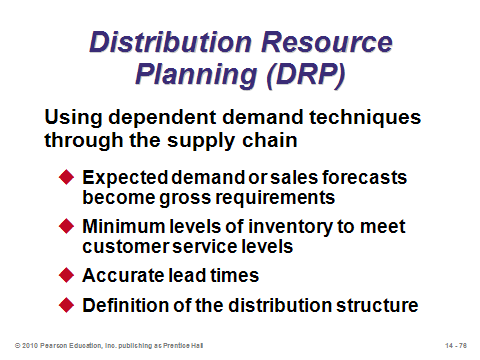 Distribution Resource
Planning (DRP)
Using dependent demand techniques
through the supply chain
Expected demand or sales forecasts
become gross requirements
Minimum levels of inventory to meet
customer service levels
Accurate lead times
Definition of the distribution structure
© 2010 Pearson Education, Inc. publishing as Prentice Hall
14 - 76